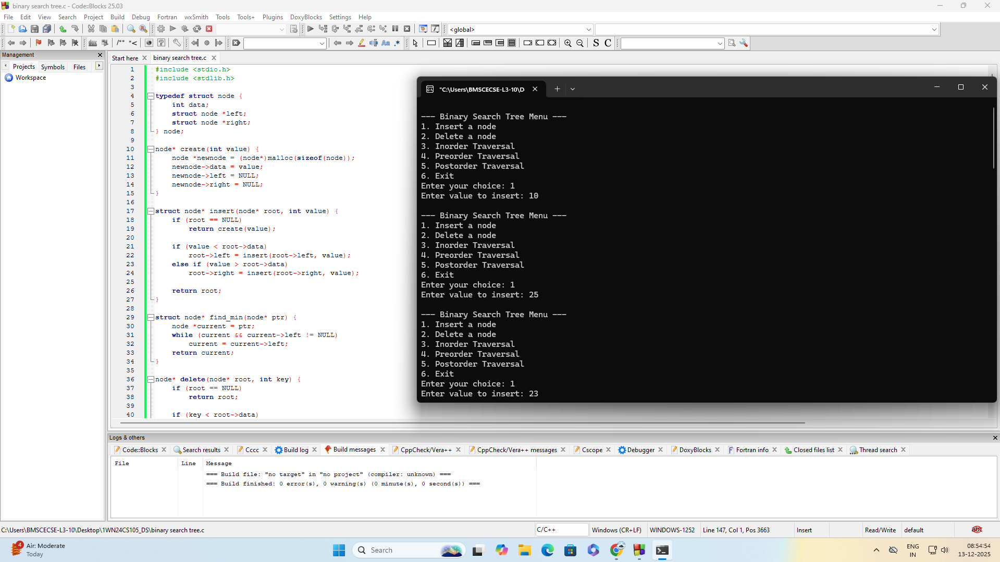 binary search tree.c - Code::Blocks 25.03
File Edit View Search Project Build Debug Fortran wxSmith Tools Tools+ Plugins DoxyBlocks Settings Help
<global>
/** *< Aa .* S C
Management
Projects Symbols Files
Workspace
Start here binary search tree.c
1 #include <stdio.h>
2 #include <stdlib.h>
3
4 typedef struct node {
5 int data;
6 struct node *left;
7 struct node *right;
8 } node;
9
10 node* create(int value) {
11 node *newnode = (node*)malloc(sizeof(node));
12 newnode->data = value;
13 newnode->left = NULL;
14 newnode->right = NULL;
15 }
16
17 struct node* insert(node* root, int value) {
18 if (root == NULL)
19 return create(value);
20
21 if (value < root->data)
22 root->left = insert(root->left, value);
23 else if (value > root->data)
24 root->right = insert(root->right, value);
25
26 return root;
27 }
28
29 struct node* find_min(node* ptr) {
30 node *current = ptr;
31 while (current && current->left != NULL)
32 current = current->left;
33 return current;
34 }
35
36 node* delete(node* root, int key) {
37 if (root == NULL)
38 return root;
39
40 if (key < root->data)
"C:\Users\BMSCECSE-L3-10\D
--- Binary Search Tree Menu ---
1. Insert a node
2. Delete a node
3. Inorder Traversal
4. Preorder Traversal
5. Postorder Traversal
6. Exit
Enter your choice: 1
Enter value to insert: 10
--- Binary Search Tree Menu ---
1. Insert a node
2. Delete a node
3. Inorder Traversal
4. Preorder Traversal
5. Postorder Traversal
6. Exit
Enter your choice: 1
Enter value to insert: 25
--- Binary Search Tree Menu ---
1. Insert a node
2. Delete a node
3. Inorder Traversal
4. Preorder Traversal
5. Postorder Traversal
6. Exit
Enter your choice: 1
Enter value to insert: 23
Logs & others
Code::Blocks Search results Cccc Build log Build messages CppCheck/Vera++ CppCheck/Vera++ messages Cscope Debugger DoxyBlocks Fortran info Closed files list Thread search
File Line Message
=== Build file: "no target" in "no project" (compiler: unknown) ===
=== Build finished: 0 error(s), 0 warning(s) (0 minute(s), 0 second(s)) ===
C:\Users\BMSCECSE-L3-10\Desktop\1WN24CS105_DS\binary search tree.c C/C++ Windows (CR+LF) WINDOWS-1252 Line 147, Col 1, Pos 3663 Insert Read/Write default abc
4 Air: Moderate
Today
Search
ENG
IN
08:54:54
13-12-2025